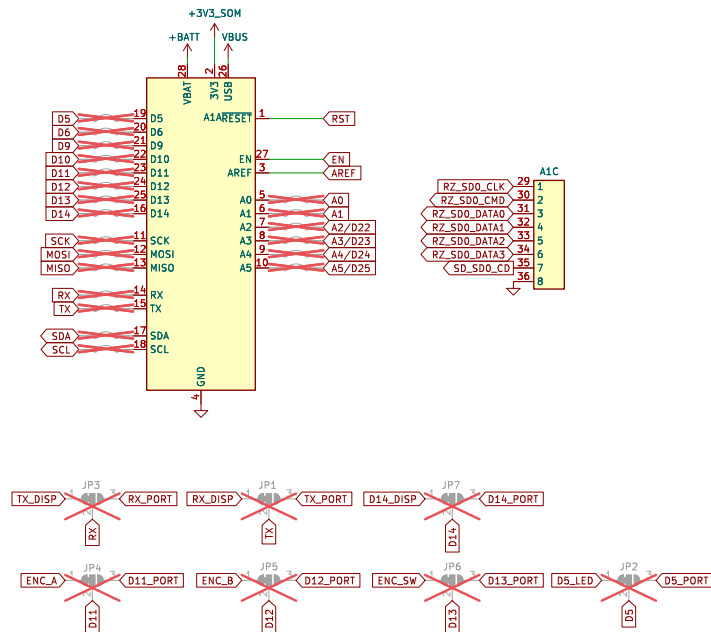 +3V3_SOM
+BATT VBUS
28 2 26
VBAT 3V3 USB
D5 19 D5 A1A RESET 1 RST
D6 20 D6
D9 21 D9
D10 22 D10 EN 27 EN
D11 23 D11 AREF 3 AREF
D12 24 D12
D13 25 D13 A0 5 A0
D14 16 D14 A1 6 A1
A2 7 A2/D22
SCK 11 SCK A3 8 A3/D23
MOSI 12 MOSI A4 9 A4/D24
MISO 13 MISO A5 10 A5/D25
RX 14 RX
TX 15 TX
SDA 17 SDA
SCL 18 SCL
GND
4
A1C
RZ_SD0_CLK 29 1
RZ_SD0_CMD 30 2
RZ_SD0_DATA0 31 3
RZ_SD0_DATA1 32 4
RZ_SD0_DATA2 33 5
RZ_SD0_DATA3 34 6
SD_SD0_CD 35 7
36 8
JP3 JP1 JP7
TX_DISP 1 3 RX_PORT RX_DISP 1 3 TX_PORT D14_DISP 1 3 D14_PORT
2 2 2
RX TX D14
JP4 JP5 JP6 JP2
ENC_A 1 3 D11_PORT ENC_B 1 3 D12_PORT ENC_SW 1 3 D13_PORT D5_LED 1 3 D5_PORT
2 2 2 2
D11 D12 D13 D5